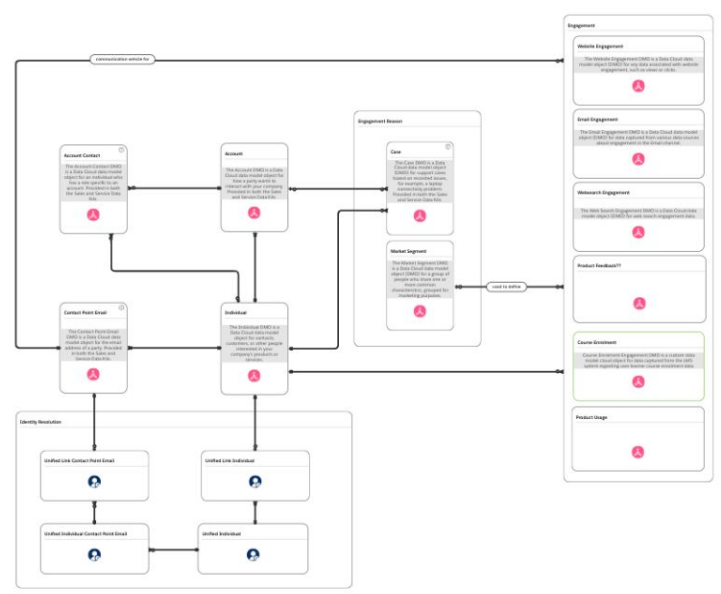 Engagement
Website Engagement
The Website Engagement DMO is a Data Cloud data
model object (DMO) for any data associated with website
engagement, such as views or clicks.
communication vehicle for
Email Engagement
The Email Engagement DMO is a Data Cloud data model
object (DMO) for data captured from various data sources
about engagement in the Email channel.
Engagement Reason
Account Contact
The Account Contact DMO
is a Data Cloud data model
object for an individual who
has a role specific to an
account. Provided in both
the Sales and Service Data
Kits.
Account
The Account DMO is a Data
Cloud data model object for
how a party wants to
interact with your company.
Provided in both the Sales
and Service Data Kits.
Case
The Case DMO is a Data
Cloud data model object
(DMO) for support cases
based on recorded issues,
for example, a laptop
connectivity problem.
Provided in both the Sales
and Service Data Kits.
Websearch Engagement
The Web Search Engagement DMO is a Data Cloud data
model object (DMO) for web search engagement data.
Market Segment
The Market Segment DMO
is a Data Cloud data model
object (DMO) for a group of
people who share one or
more common
characteristics, grouped for
marketing purposes.
used to define
Product Feedback??
Contact Point Email
The Contact Point Email
DMO is a Data Cloud data
model object for the email
address of a party. Provided
in both the Sales and
Service Data Kits.
Individual
The Individual DMO is a
Data Cloud data model
object for contacts,
customers, or other people
interested in your
company's products or
services.
Course Enrolment
Course Enrolment Engagement DMO is a custom data
model cloud object for data captured from the LMS
system reporting user learner course enrolment data
Product Usage
Identity Resolution
Unified Link Contact Point Email
Unified Link Individual
Unified Individual Contact Point Email
Unified Individual